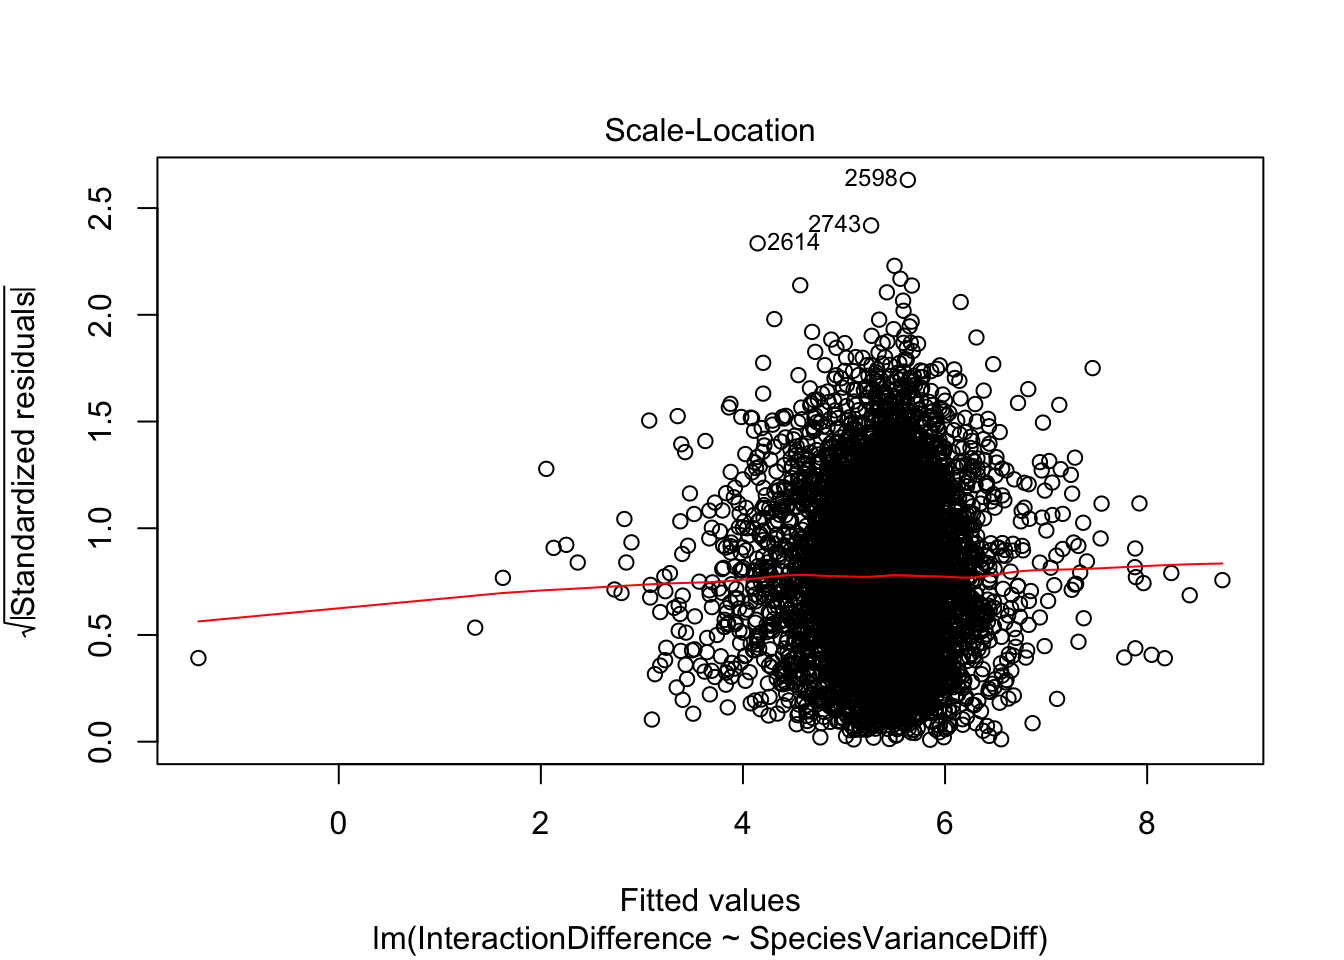 Scale-Location
√|Standardized residuals|
2.5
2.0
1.5
1.0
0.5
0.0
2598
2743
2614
0 2 4 6 8
Fitted values
lm(InteractionDifference ~ SpeciesVarianceDiff)